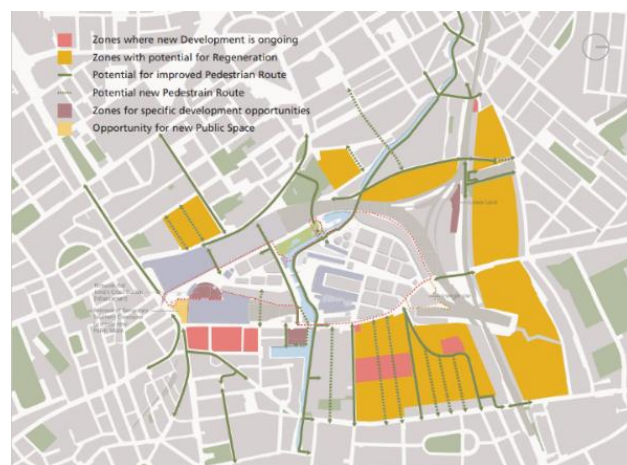 Zones where new Development is ongoing
Zones with potential for Regeneration
Potential for improved Pedestrian Route
Potential new Pedestrain Route
Zones for specific development opportunities
Opportunity for new Public Space